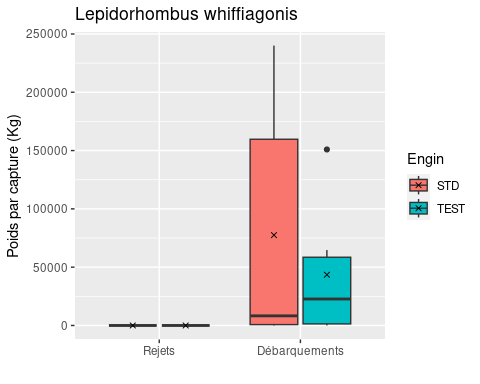 Lepidorhombus whiffiagonis
Poids par capture (Kg)
250000
200000
150000
100000
50000
0
Rejets
Débarquements
Engin
STD
TEST